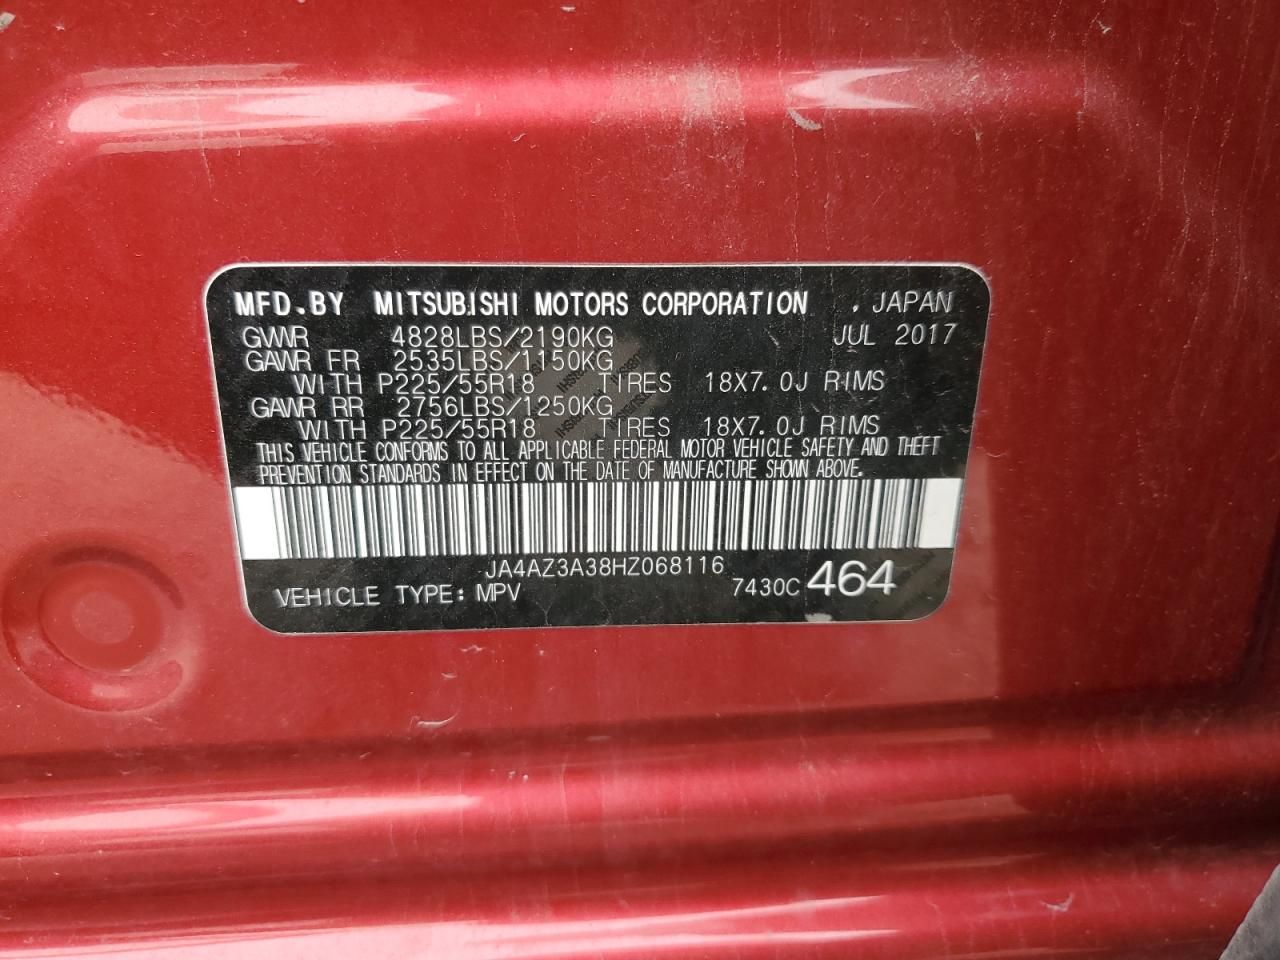 MFD.BY MITSUBISHI MOTORS CORPORATION , JAPAN
GVWR 4828LBS/2190KG JUL 2017
GAWR FR 2535LBS/1150KG
WITH P225/55R18 TIRES 18X7.0J RIMS
GAWR RR 2756LBS/1250KG
WITH P225/55R18 TIRES 18X7.0J RIMS
THIS VEHICLE CONFORMS TO ALL APPLICABLE FEDERAL MOTOR VEHICLE SAFETY AND THEFT
PREVENTION STANDARDS IN EFFECT ON THE DATE OF MANUFACTURE SHOWN ABOVE.
JA4AZ3A38HZ068116
VEHICLE TYPE: MPV 7430C 464